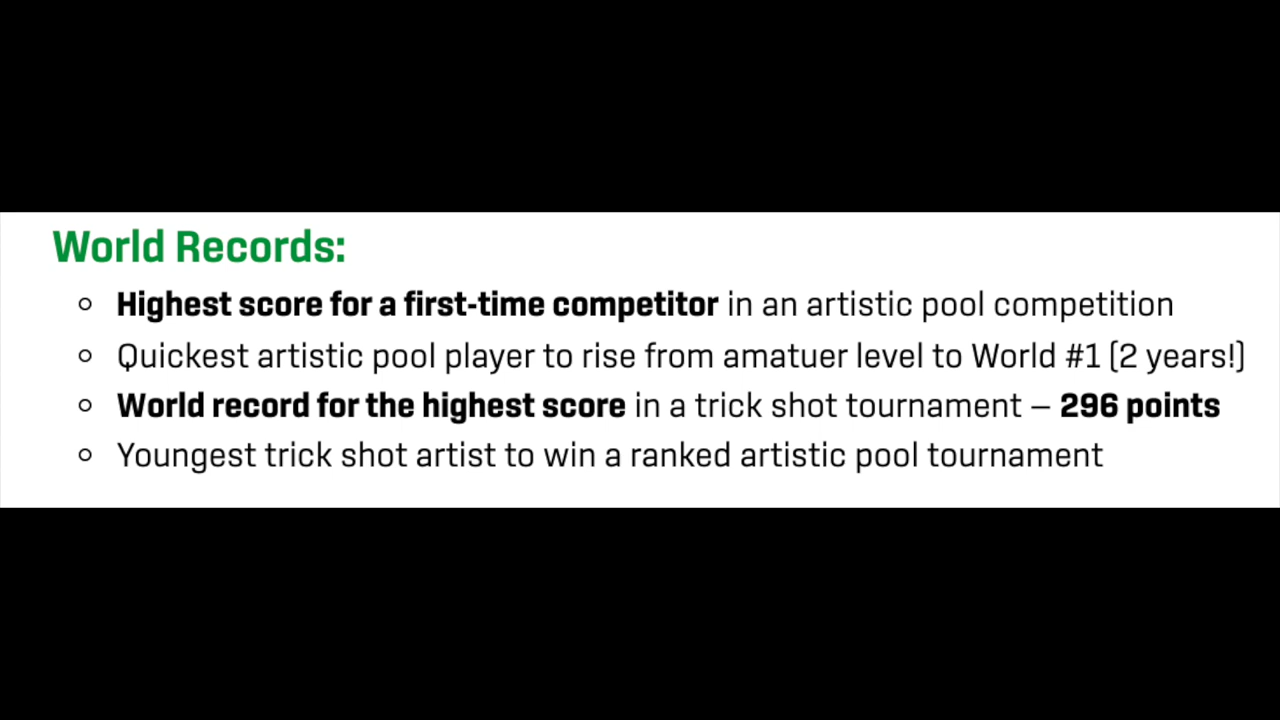 World Records:
Highest score for a first-time competitor in an artistic pool competition
Quickest artistic pool player to rise from amatuer level to World #1 (2 years!)
World record for the highest score in a trick shot tournament – 296 points
Youngest trick shot artist to win a ranked artistic pool tournament